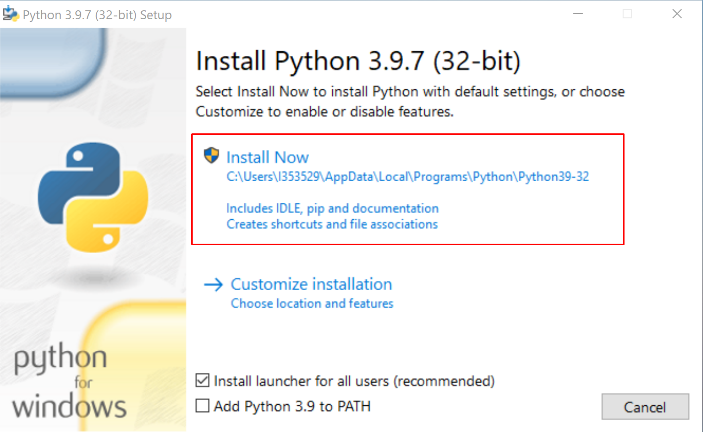 Python 3.9.7 (32-bit) Setup
Install Python 3.9.7 (32-bit)
Select Install Now to install Python with default settings, or choose
Customize to enable or disable features.
Install Now
C:\Users\I353529\AppData\Local\Programs\Python\Python39-32
Includes IDLE, pip and documentation
Creates shortcuts and file associations
Customize installation
Choose location and features
python
for
windows
Install launcher for all users (recommended)
Add Python 3.9 to PATH
Cancel